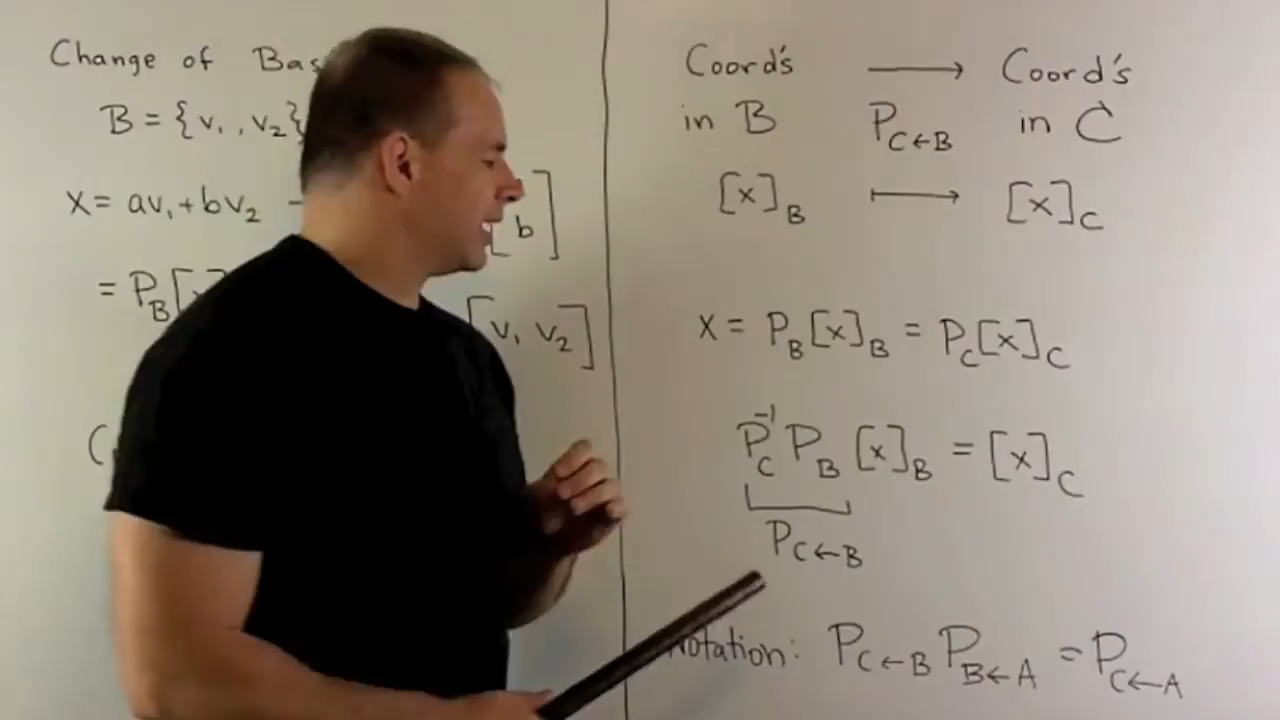 Change of
B = {v₁, v₂}
x = av₁ + bv₂
b]
= P_B[x]
[v₁ v₂]
Coord's → Coord's
in B P_{C←B} in C
[x]_B ↦ [x]_C
x = P_B[x]_B = P_C[x]_C
P_C⁻¹ P_B [x]_B = [x]_C
P_{C←B}
Notation: P_{C←B} P_{B←A} = P_{C←A}